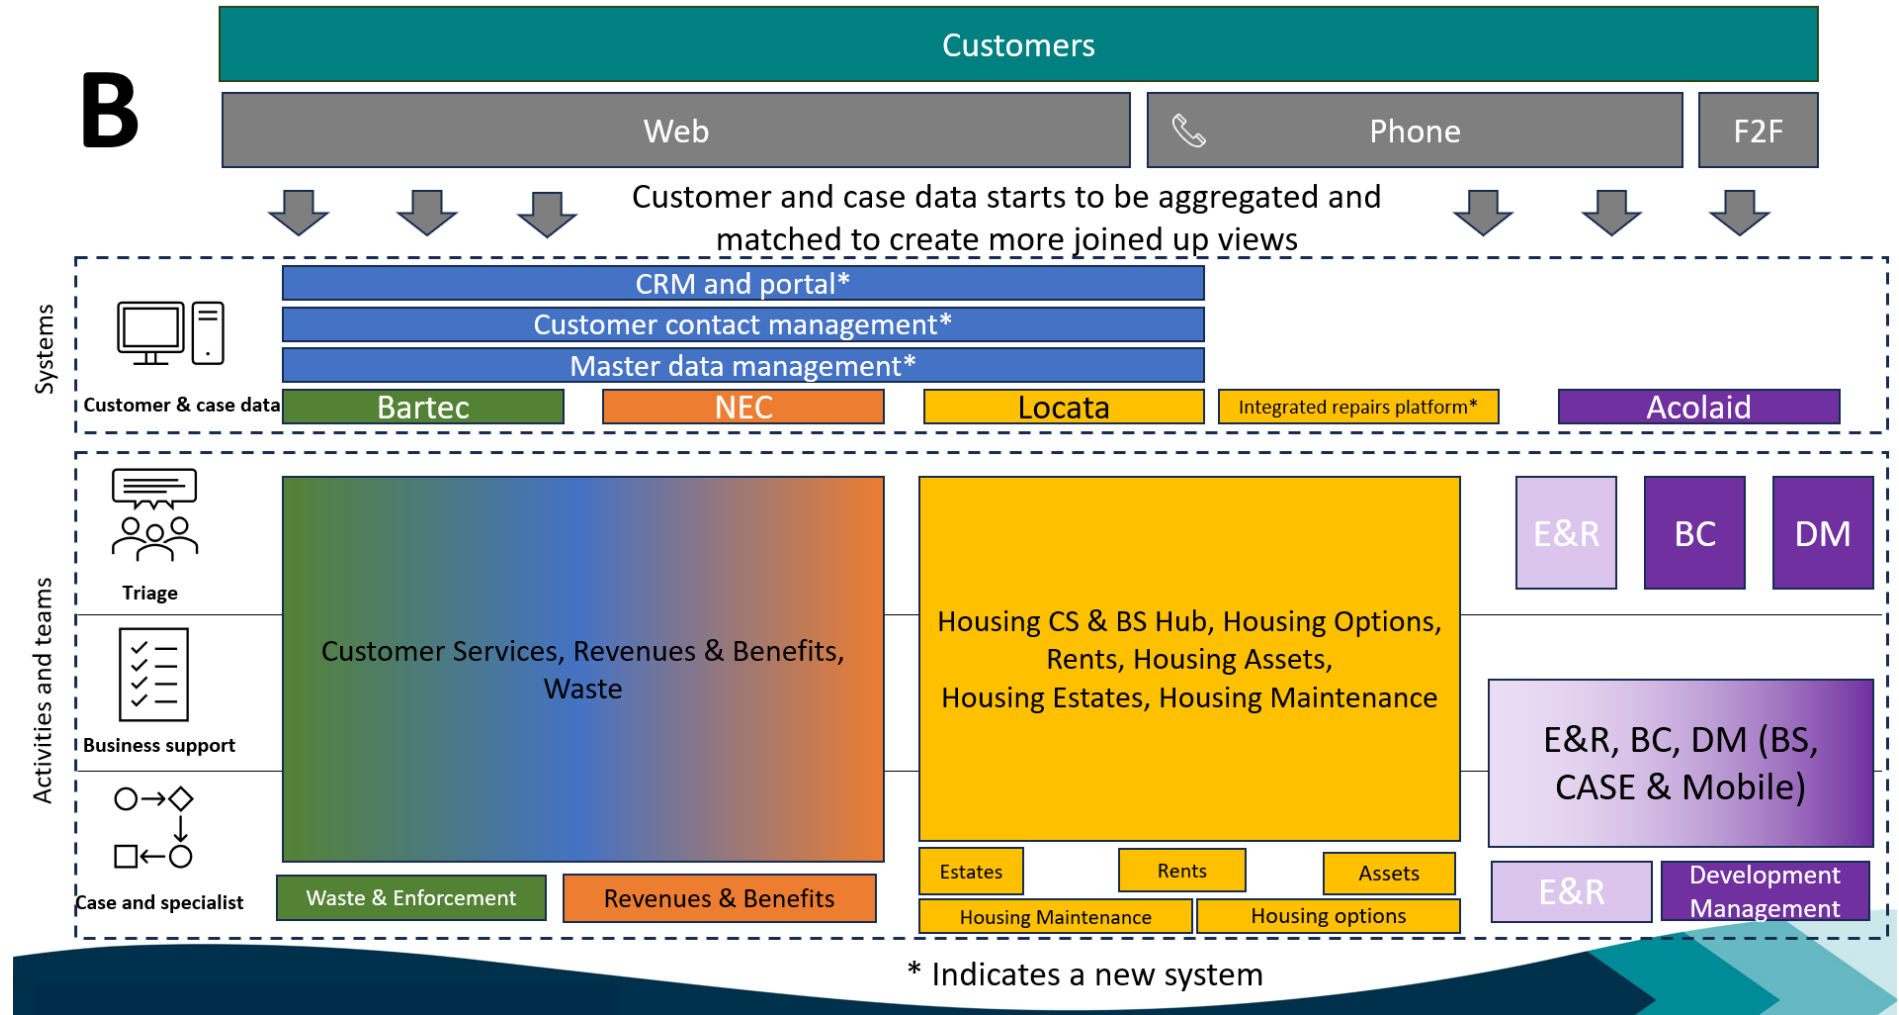 B
Customers
Web
Phone
F2F
Customer and case data starts to be aggregated and
matched to create more joined up views
Systems
CRM and portal*
Customer contact management*
Master data management*
Customer & case data
Bartec
NEC
Locata
Integrated repairs platform*
Acolaid
Activities and teams
Triage
Business support
Case and specialist
Customer Services, Revenues & Benefits,
Waste
Housing CS & BS Hub, Housing Options,
Rents, Housing Assets,
Housing Estates, Housing Maintenance
E&R
BC
DM
E&R, BC, DM (BS,
CASE & Mobile)
Waste & Enforcement
Revenues & Benefits
Estates
Rents
Assets
Housing Maintenance
Housing options
E&R
Development
Management
* Indicates a new system